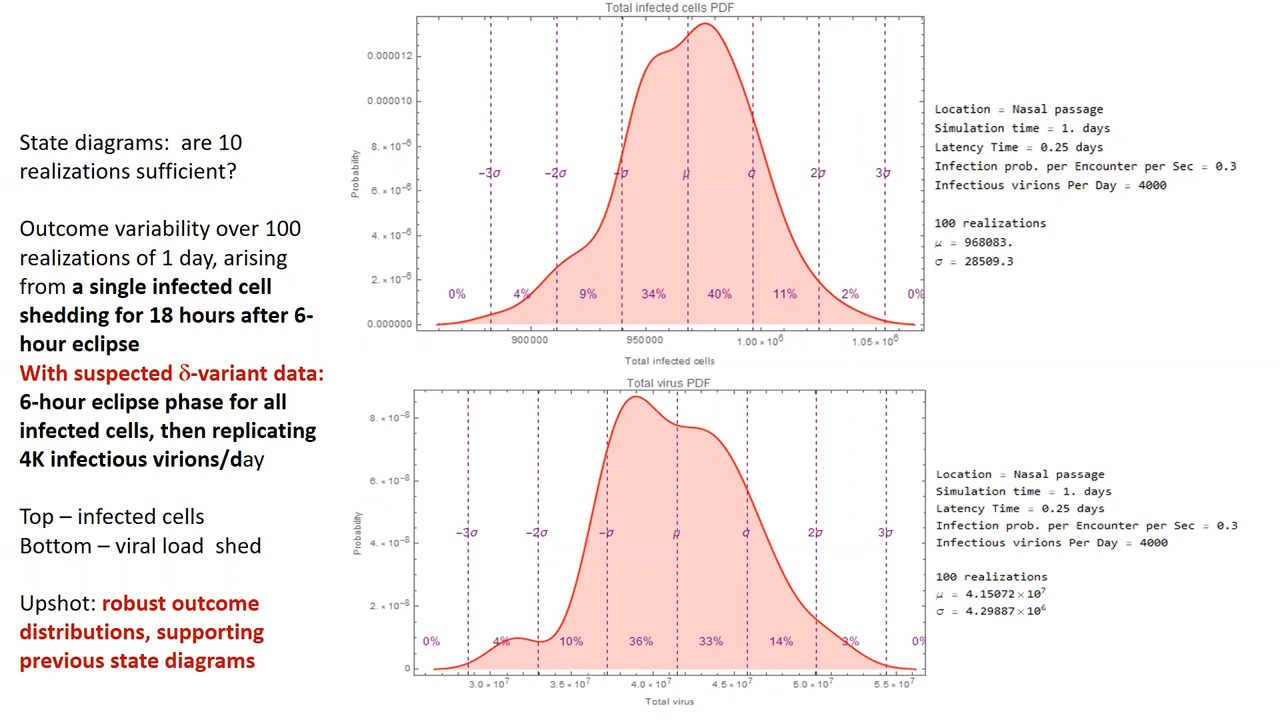 State diagrams:  are 10
realizations sufficient?
Outcome variability over 100
realizations of 1 day, arising
from a single infected cell
shedding for 18 hours after 6-
hour eclipse
With suspected δ-variant data:
6-hour eclipse phase for all
infected cells, then replicating
4K infectious virions/day
Top – infected cells
Bottom – viral load  shed
Upshot: robust outcome
distributions, supporting
previous state diagrams
Total infected cells PDF
Probability
0.000012
0.000010
8. × 10⁻⁶
6. × 10⁻⁶
4. × 10⁻⁶
2. × 10⁻⁶
0.000000
-3σ -2σ -σ μ σ 2σ 3σ
0% 4% 9% 34% 40% 11% 2% 0%
900000 950000 1.00 × 10⁶ 1.05 × 10⁶
Total infected cells
Location = Nasal passage
Simulation time = 1. days
Latency Time = 0.25 days
Infection prob. per Encounter per Sec = 0.3
Infectious virions Per Day = 4000
100 realizations
μ = 968083.
σ = 28509.3
Total virus PDF
Probability
8. × 10⁻⁸
6. × 10⁻⁸
4. × 10⁻⁸
2. × 10⁻⁸
0
-3σ -2σ -σ μ σ 2σ 3σ
0% 4% 10% 36% 33% 14% 3% 0%
3.0 × 10⁷ 3.5 × 10⁷ 4.0 × 10⁷ 4.5 × 10⁷ 5.0 × 10⁷ 5.5 × 10⁷
Total virus
Location = Nasal passage
Simulation time = 1. days
Latency Time = 0.25 days
Infection prob. per Encounter per Sec = 0.3
Infectious virions Per Day = 4000
100 realizations
μ = 4.15072×10⁷
σ = 4.29887×10⁶